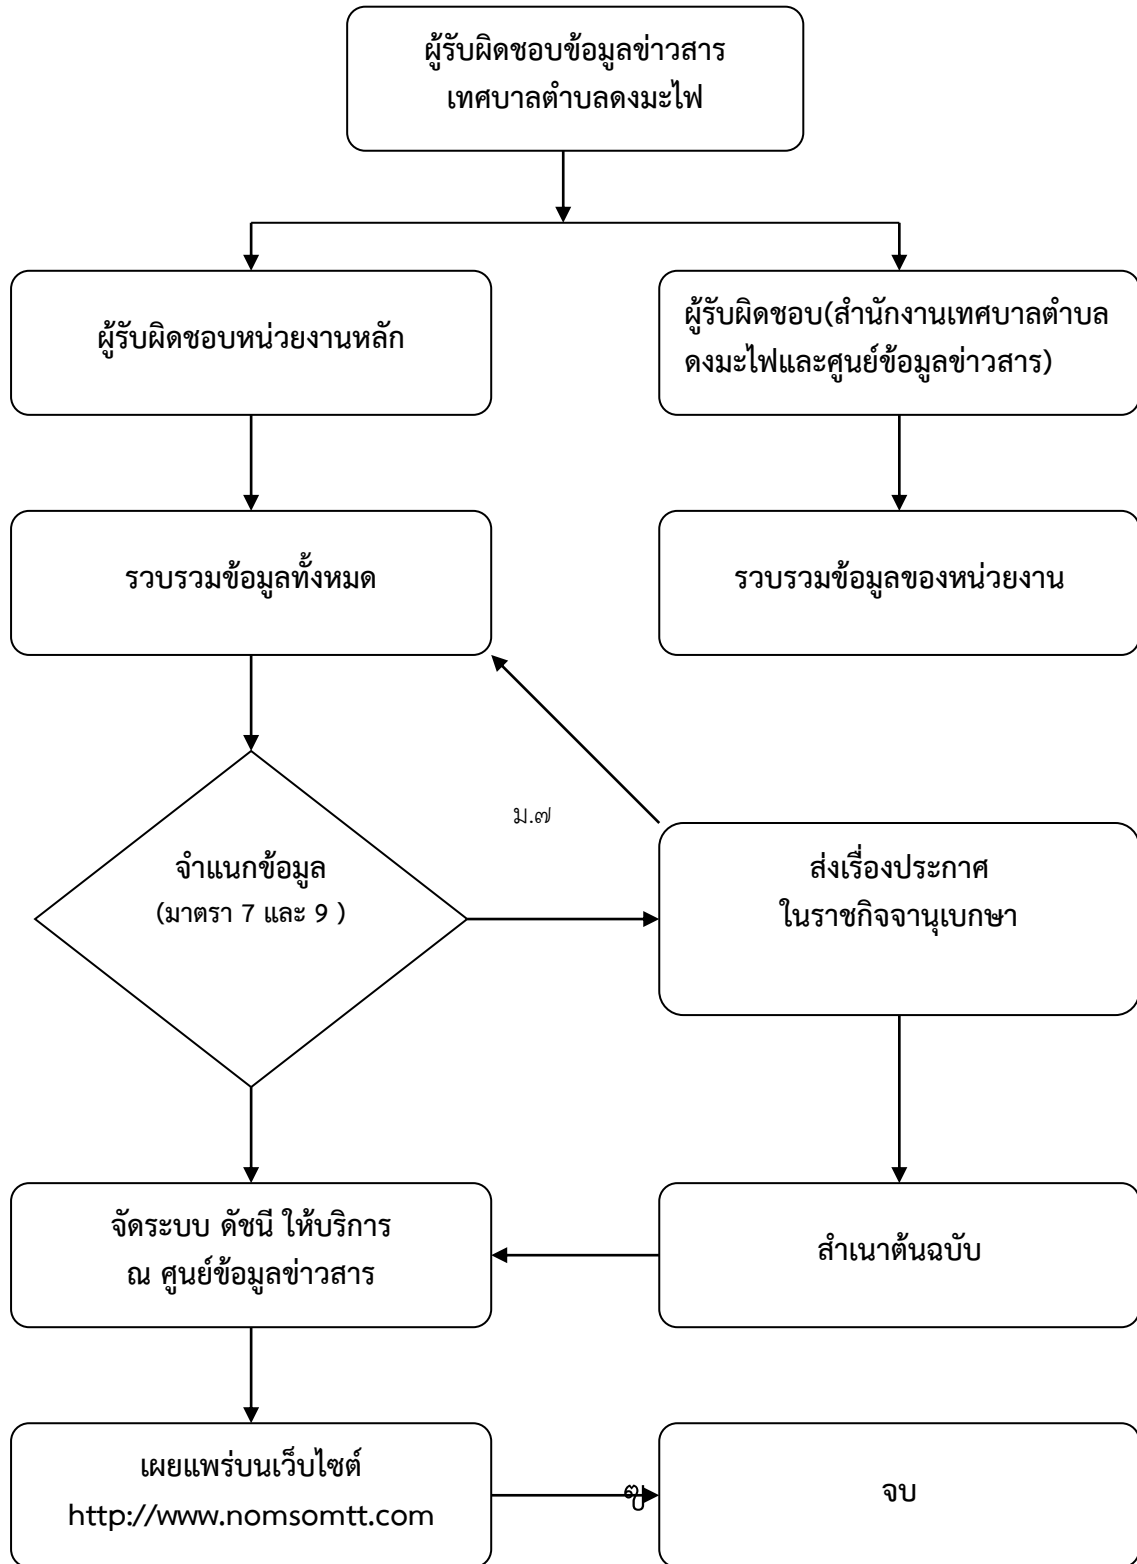 ผู้รับผิดชอบข้อมูลข่าวสาร
เทศบาลตำบลดงมะไฟ
ผู้รับผิดชอบหน่วยงานหลัก
ผู้รับผิดชอบ(สำนักงานเทศบาลตำบล
ดงมะไฟและศูนย์ข้อมูลข่าวสาร)
รวบรวมข้อมูลทั้งหมด
รวบรวมข้อมูลของหน่วยงาน
ม.๗
จำแนกข้อมูล
(มาตรา 7 และ 9 )
ส่งเรื่องประกาศ
ในราชกิจจานุเบกษา
จัดระบบ ดัชนี ให้บริการ
ณ ศูนย์ข้อมูลข่าวสาร
สำเนาต้นฉบับ
เผยแพร่บนเว็บไซต์
http://www.nomsomtt.com
จบ